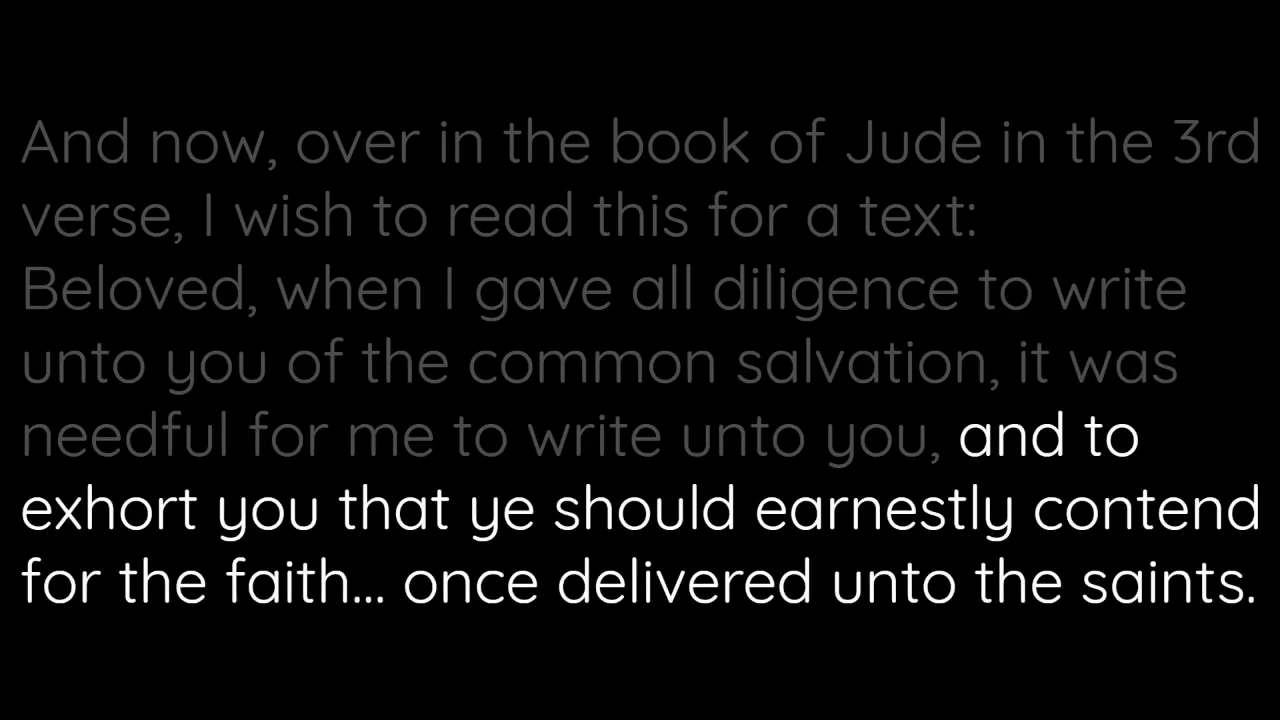 And now, over in the book of Jude in the 3rd
verse, I wish to read this for a text:
Beloved, when I gave all diligence to write
unto you of the common salvation, it was
needful for me to write unto you, and to
exhort you that ye should earnestly contend
for the faith... once delivered unto the saints.